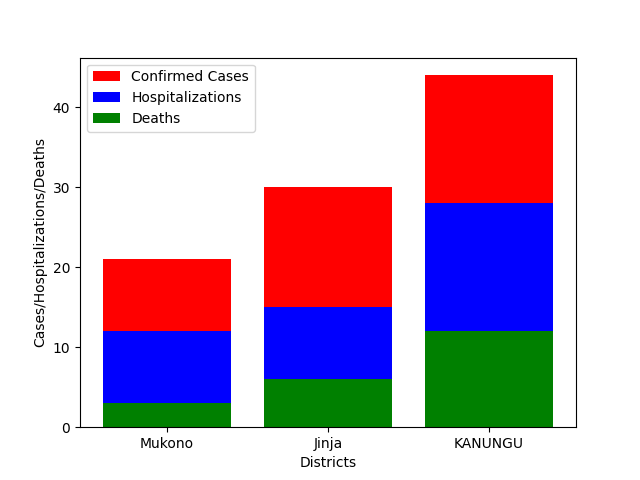 Confirmed Cases
Hospitalizations
Deaths
Cases/Hospitalizations/Deaths
40
30
20
10
0
Mukono
Jinja
KANUNGU
Districts